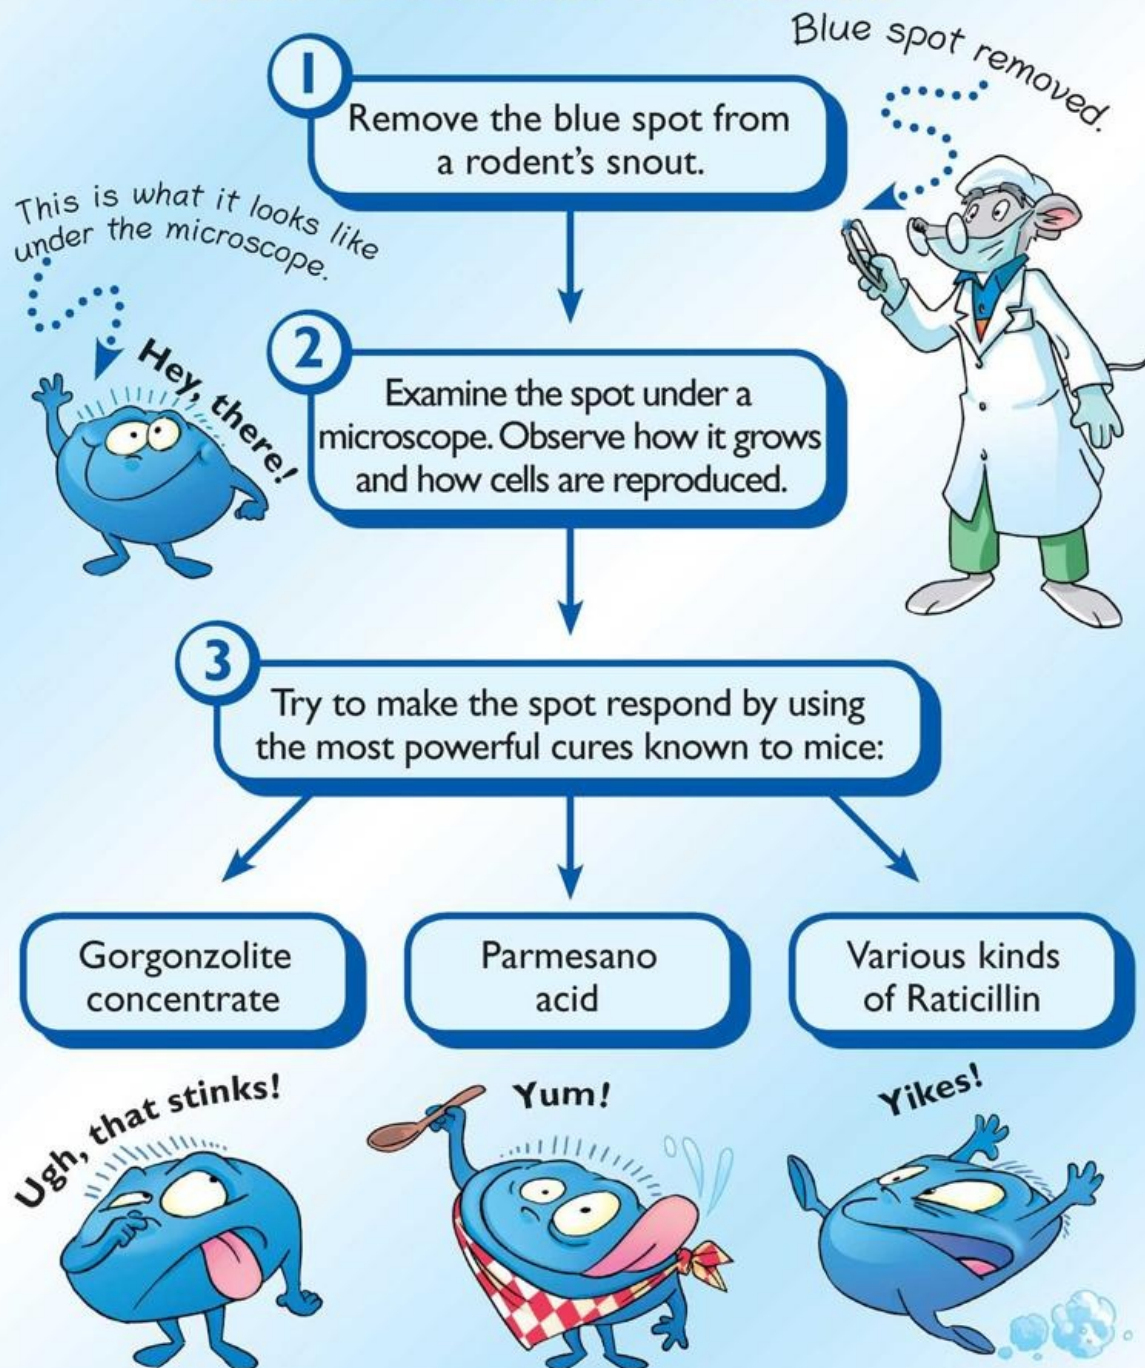 Blue spot removed.
1
Remove the blue spot from
a rodent's snout.
This is what it looks like
under the microscope.
Hey, there!
2
Examine the spot under a
microscope. Observe how it grows
and how cells are reproduced.
3
Try to make the spot respond by using
the most powerful cures known to mice:
Gorgonzolite
concentrate
Parmesano
acid
Various kinds
of Raticillin
Ugh, that stinks!
Yum!
Yikes!